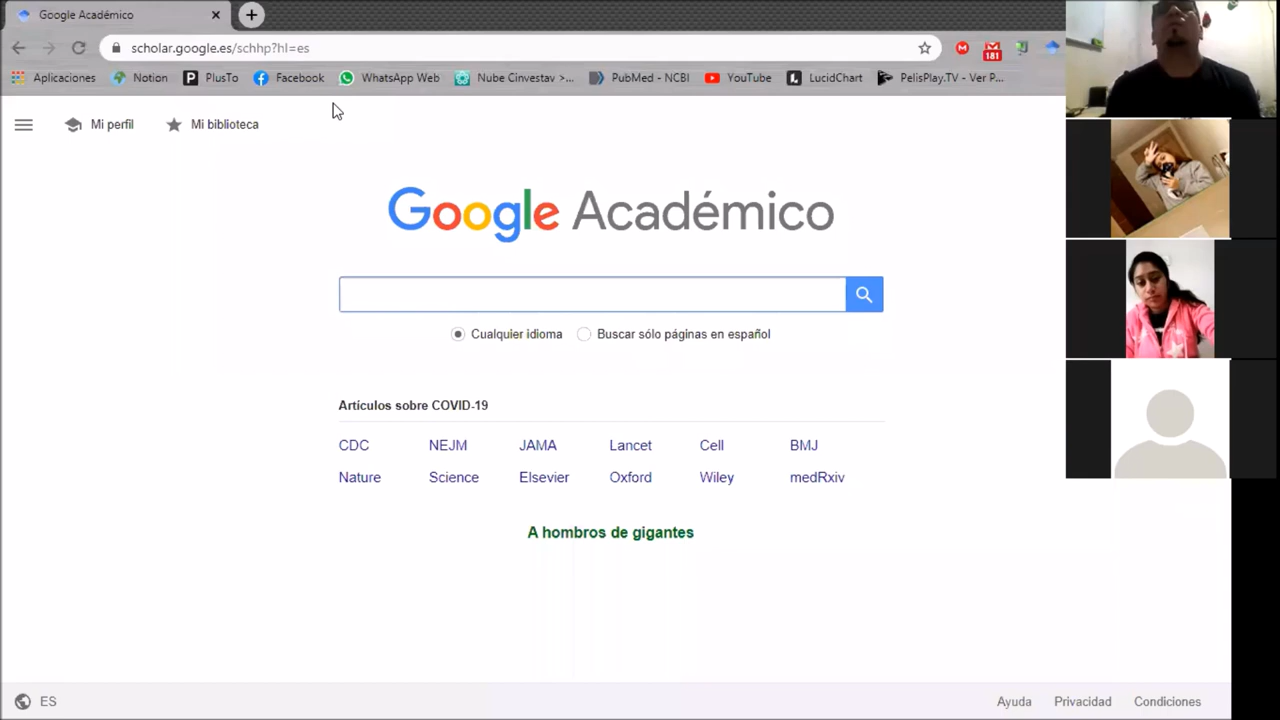 Google Académico
scholar.google.es/schhp?hl=es
181
Aplicaciones Notion PlusTo Facebook WhatsApp Web Nube Cinvestav >... PubMed - NCBI YouTube LucidChart PelisPlay.TV - Ver P...
Mi perfil Mi biblioteca
Google Académico
Cualquier idioma Buscar sólo páginas en español
Artículos sobre COVID-19
CDC NEJM JAMA Lancet Cell BMJ
Nature Science Elsevier Oxford Wiley medRxiv
A hombros de gigantes
ES Ayuda Privacidad Condiciones